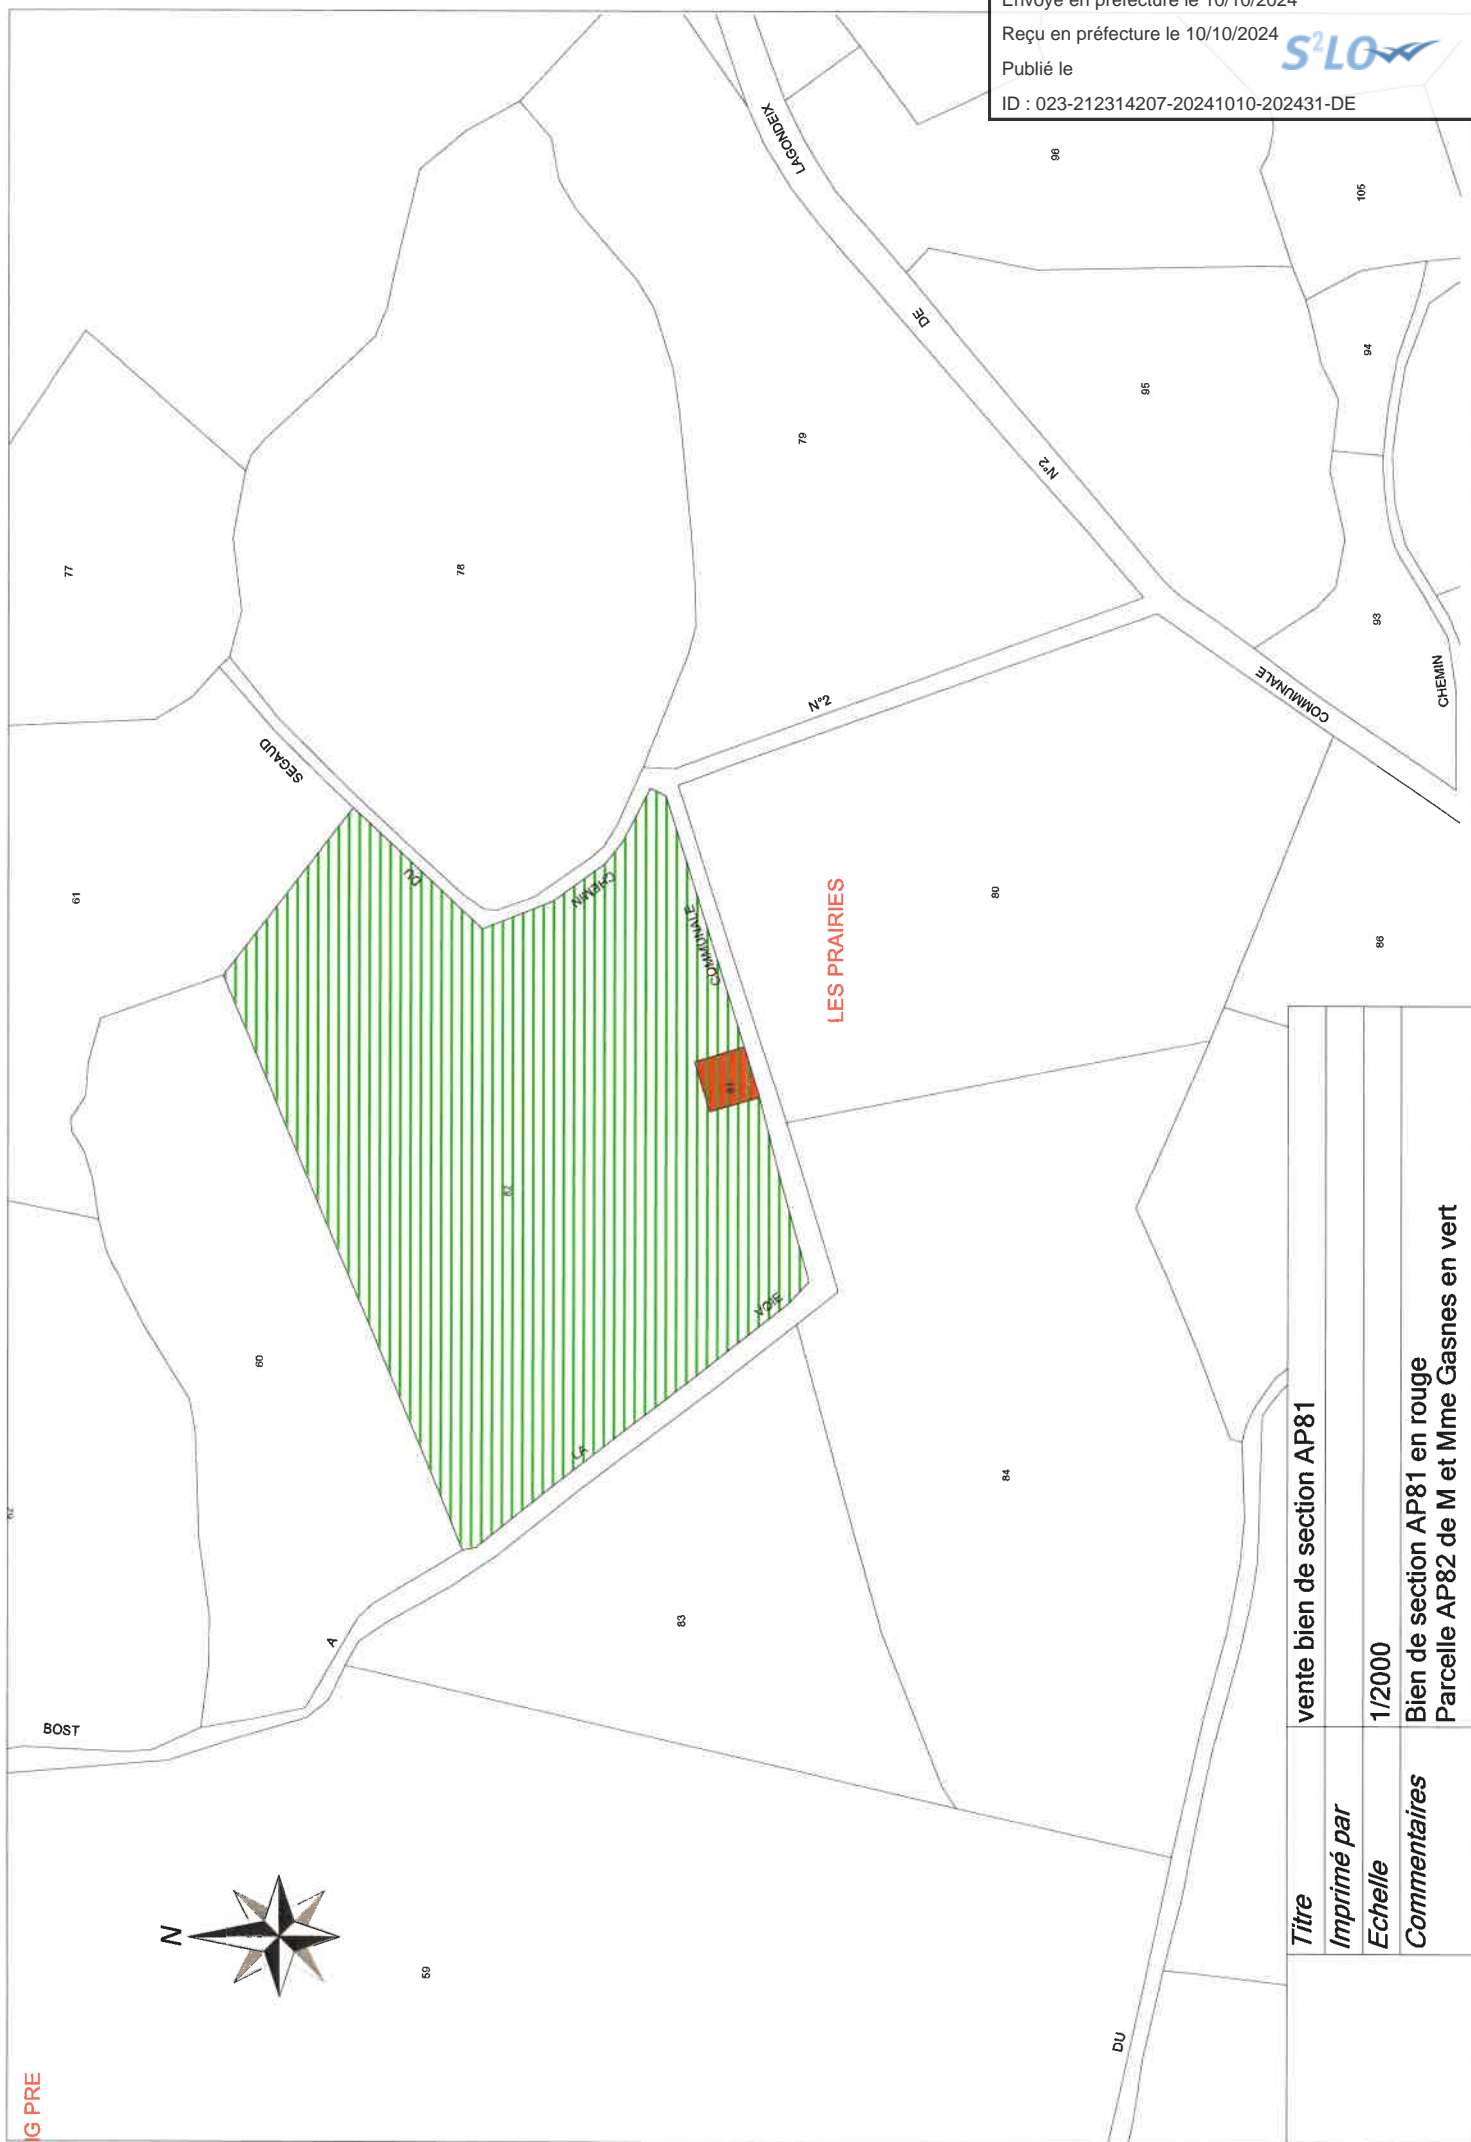 Envoyé en préfecture le 10/10/2024
Reçu en préfecture le 10/10/2024
Publié le
ID : 023-212314207-20241010-202431-DE
S²LOW
IG PRE
N
BOST
A
LA
VOIE
COMMUNALE
N°2
CHEMIN
DU
SEGAUD
LAGONDEIX
DE
N°2
COMMUNALE
CHEMIN
DU
LES PRAIRIES
59
60
61
77
78
79
80
81
82
83
84
86
93
94
95
96
105
Titre vente bien de section AP81
Imprimé par
Echelle 1/2000
Commentaires Bien de section AP81 en rouge
Parcelle AP82 de M et Mme Gasnes en vert